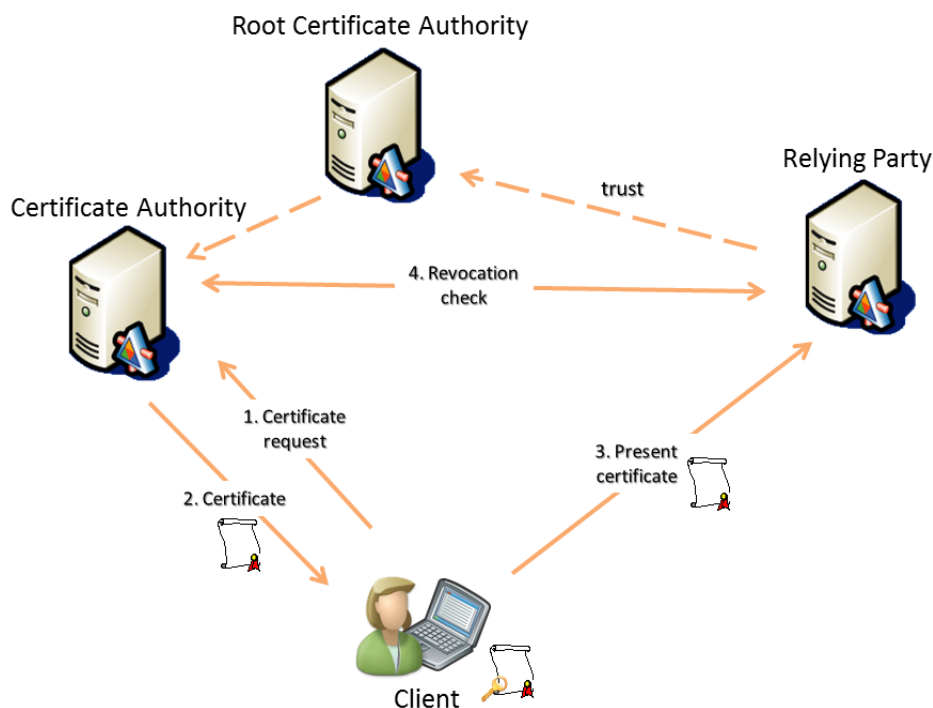 Root Certificate Authority
Relying Party
trust
Certificate Authority
4. Revocation
check
1. Certificate
request
3. Present
certificate
2. Certificate
Client